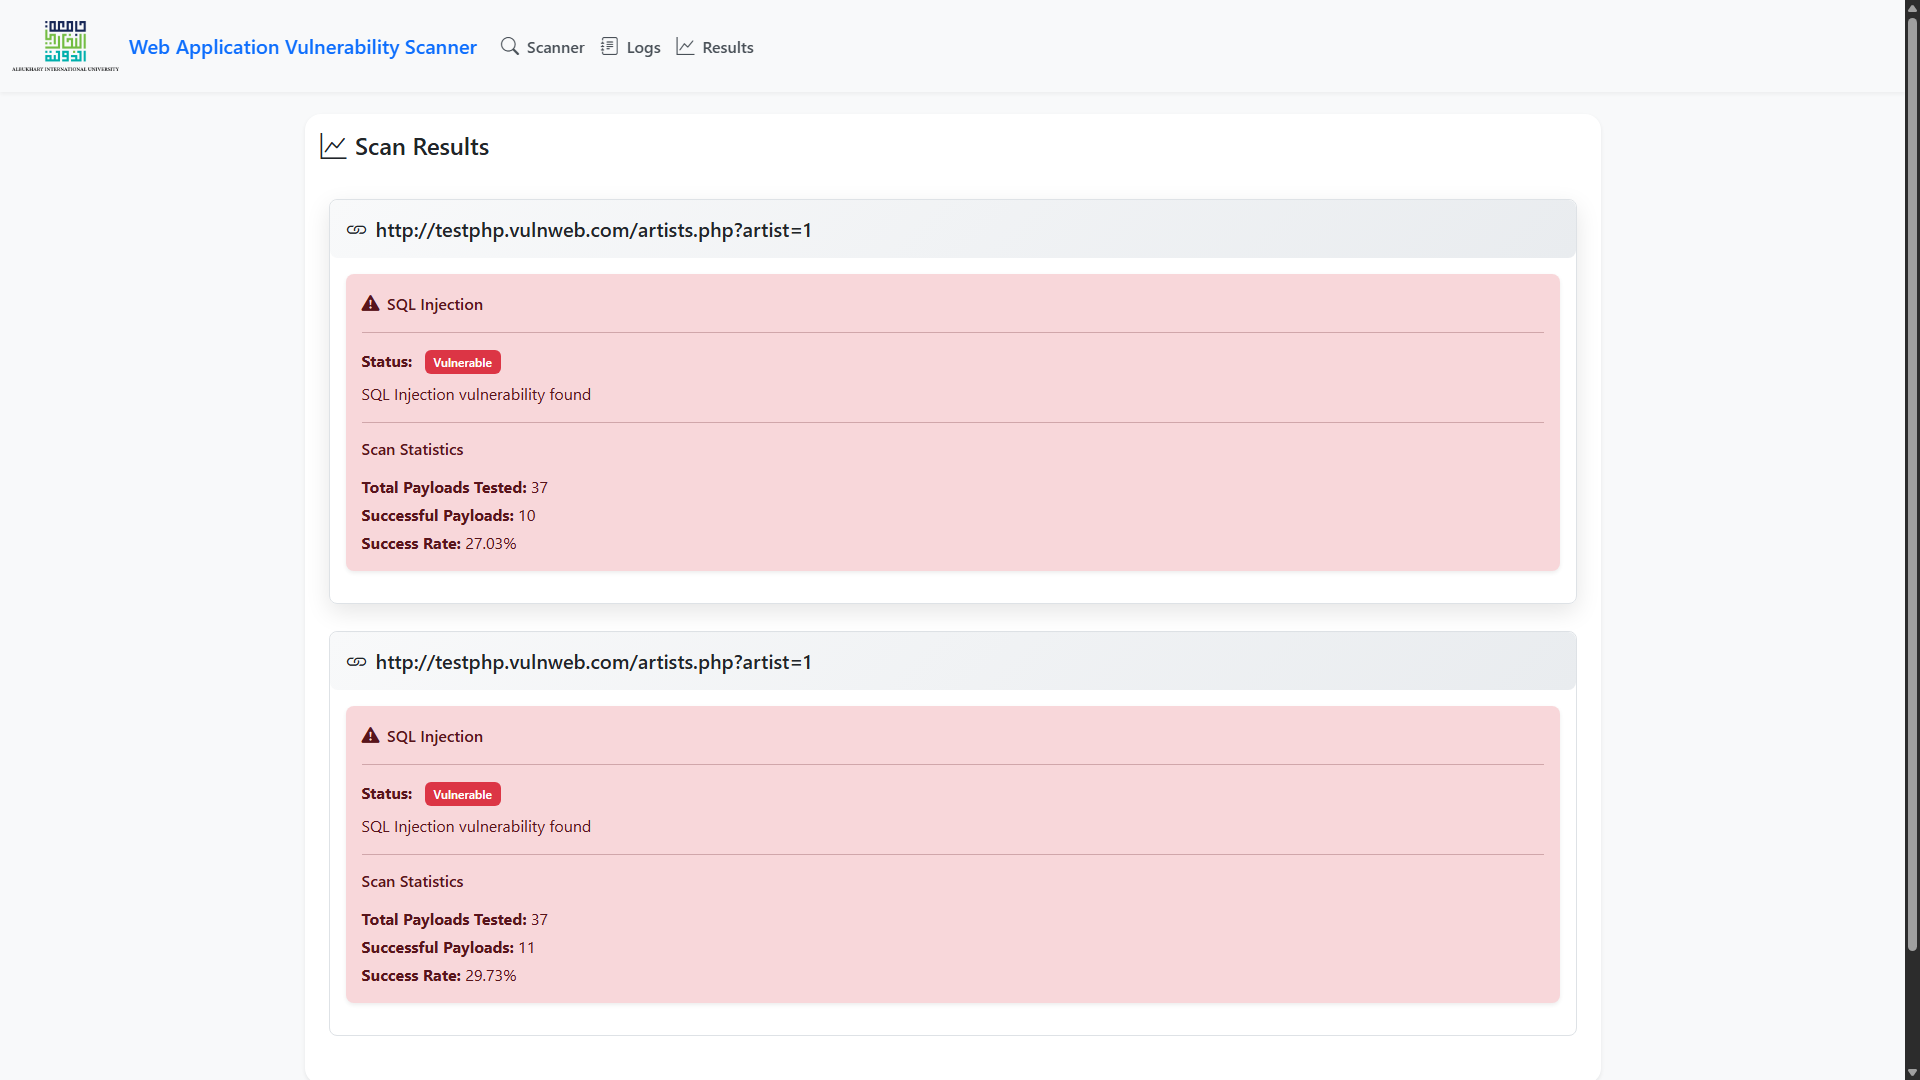 جامعة
البخاري
الدولية
ALBUKHARY INTERNATIONAL UNIVERSITY
Web Application Vulnerability Scanner
Scanner
Logs
Results
Scan Results
http://testphp.vulnweb.com/artists.php?artist=1
SQL Injection
Status: Vulnerable
SQL Injection vulnerability found
Scan Statistics
Total Payloads Tested: 37
Successful Payloads: 10
Success Rate: 27.03%
http://testphp.vulnweb.com/artists.php?artist=1
SQL Injection
Status: Vulnerable
SQL Injection vulnerability found
Scan Statistics
Total Payloads Tested: 37
Successful Payloads: 11
Success Rate: 29.73%